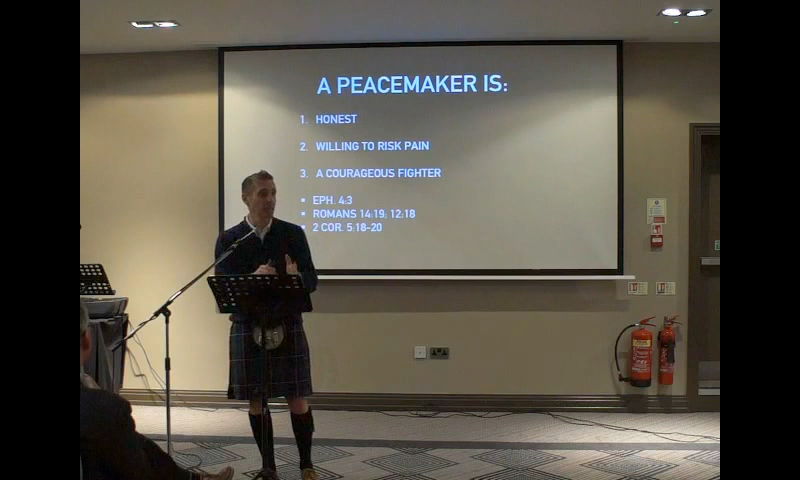 A PEACEMAKER IS:
1. HONEST
2. WILLING TO RISK PAIN
3. A COURAGEOUS FIGHTER
▪ EPH. 4:3
▪ ROMANS 14:19; 12:18
▪ 2 COR. 5:18-20